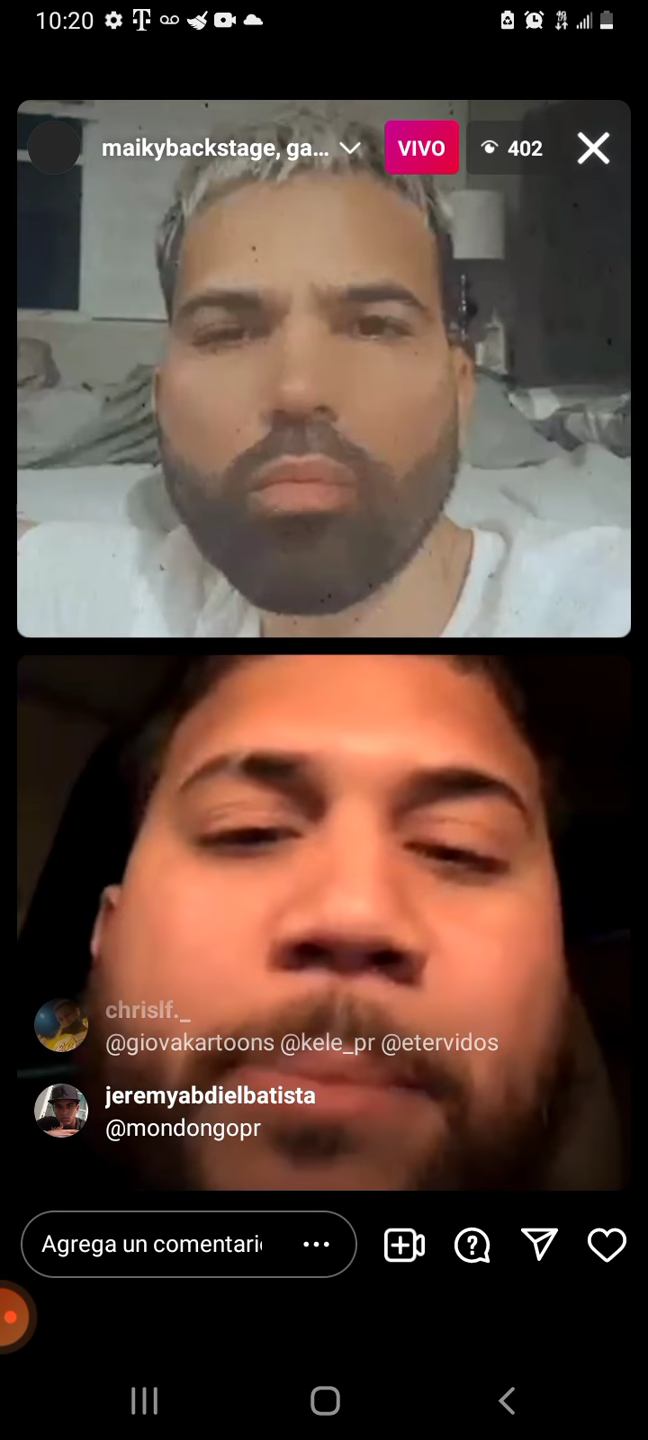 10:20
maikybackstage, ga...
VIVO
402
chrislf._
@giovakartoons @kele_pr @etervidos
jeremyabdielbatista
@mondongopr
Agrega un comentari